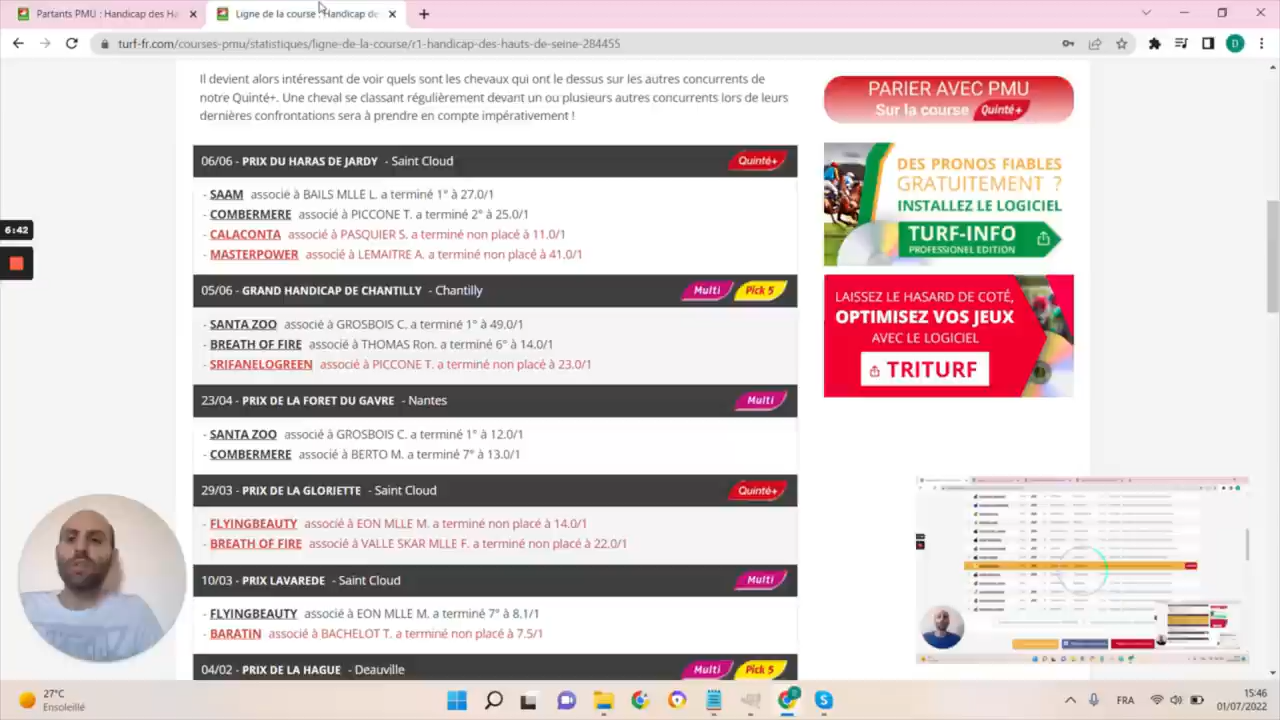 Partants PMU : Handicap des Ha
Ligne de la course : Handicap de
turf-fr.com/courses-pmu/statistiques/ligne-de-la-course/r1-handicap-des-hauts-de-seine-284455
D
Il devient alors intéressant de voir quels sont les chevaux qui ont le dessus sur les autres concurrents de
notre Quinté+. Une cheval se classant régulièrement devant un ou plusieurs autres concurrents lors de leurs
dernières confrontations sera à prendre en compte impérativement !
06/06 - PRIX DU HARAS DE JARDY - Saint Cloud Quinté+
- SAAM associé à BAILS MLLE L. a terminé 1° à 27.0/1
- COMBERMERE associé à PICCONE T. a terminé 2° à 25.0/1
- CALACONTA associé à PASQUIER S. a terminé non placé à 11.0/1
- MASTERPOWER associé à LEMAITRE A. a terminé non placé à 41.0/1
05/06 - GRAND HANDICAP DE CHANTILLY - Chantilly Multi Pick 5
- SANTA ZOO associé à GROSBOIS C. a terminé 1° à 49.0/1
- BREATH OF FIRE associé à THOMAS Ron. a terminé 6° à 14.0/1
- SRIFANELOGREEN associé à PICCONE T. a terminé non placé à 23.0/1
23/04 - PRIX DE LA FORET DU GAVRE - Nantes Multi
- SANTA ZOO associé à GROSBOIS C. a terminé 1° à 12.0/1
- COMBERMERE associé à BERTO M. a terminé 7° à 13.0/1
29/03 - PRIX DE LA GLORIETTE - Saint Cloud Quinté+
- FLYINGBEAUTY associé à EON MLLE M. a terminé non placé à 14.0/1
- BREATH OF MLLE F. a terminé non placé à 22.0/1
10/03 - PRIX LAVAREDE - Saint Cloud Multi
- FLYINGBEAUTY associé à EON MLLE M. a terminé 7° à 8.1/1
- BARATIN associé à BACHELOT T. a terminé non placé à 7.5/1
04/02 - PRIX DE LA HAGUE - Deauville Multi Pick 5
PARIER AVEC PMU
Sur la course Quinté+
DES PRONOS FIABLES
GRATUITEMENT ?
INSTALLEZ LE LOGICIEL
TURF-INFO
PROFESSIONEL EDITION
LAISSEZ LE HASARD DE COTÉ,
OPTIMISEZ VOS JEUX
AVEC LE LOGICIEL
TRITURF
6:42
27°C
Ensoleillé
FRA
15:46
01/07/2022